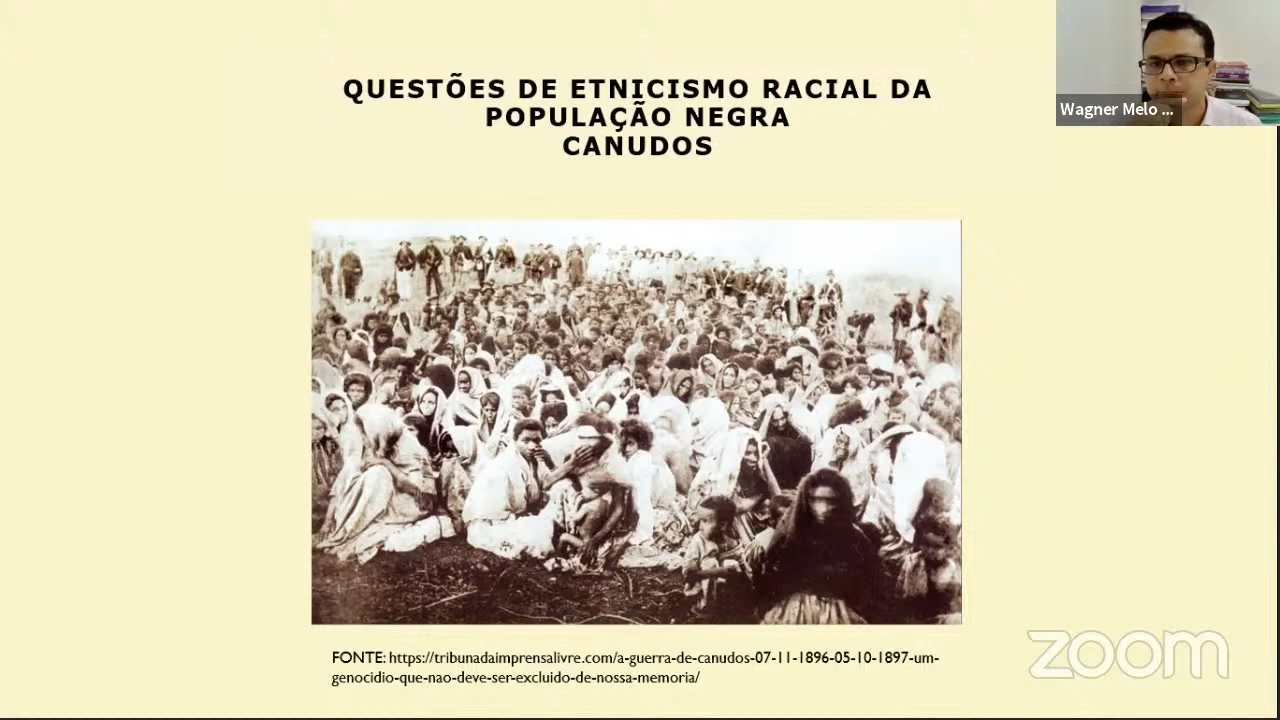 QUESTÕES DE ETNICISMO RACIAL DA
POPULAÇÃO NEGRA
CANUDOS
Wagner Melo ...
FONTE: https://tribunadaimprensalivre.com/a-guerra-de-canudos-07-11-1896-05-10-1897-um-
genocidio-que-nao-deve-ser-excluido-de-nossa-memoria/
zoom